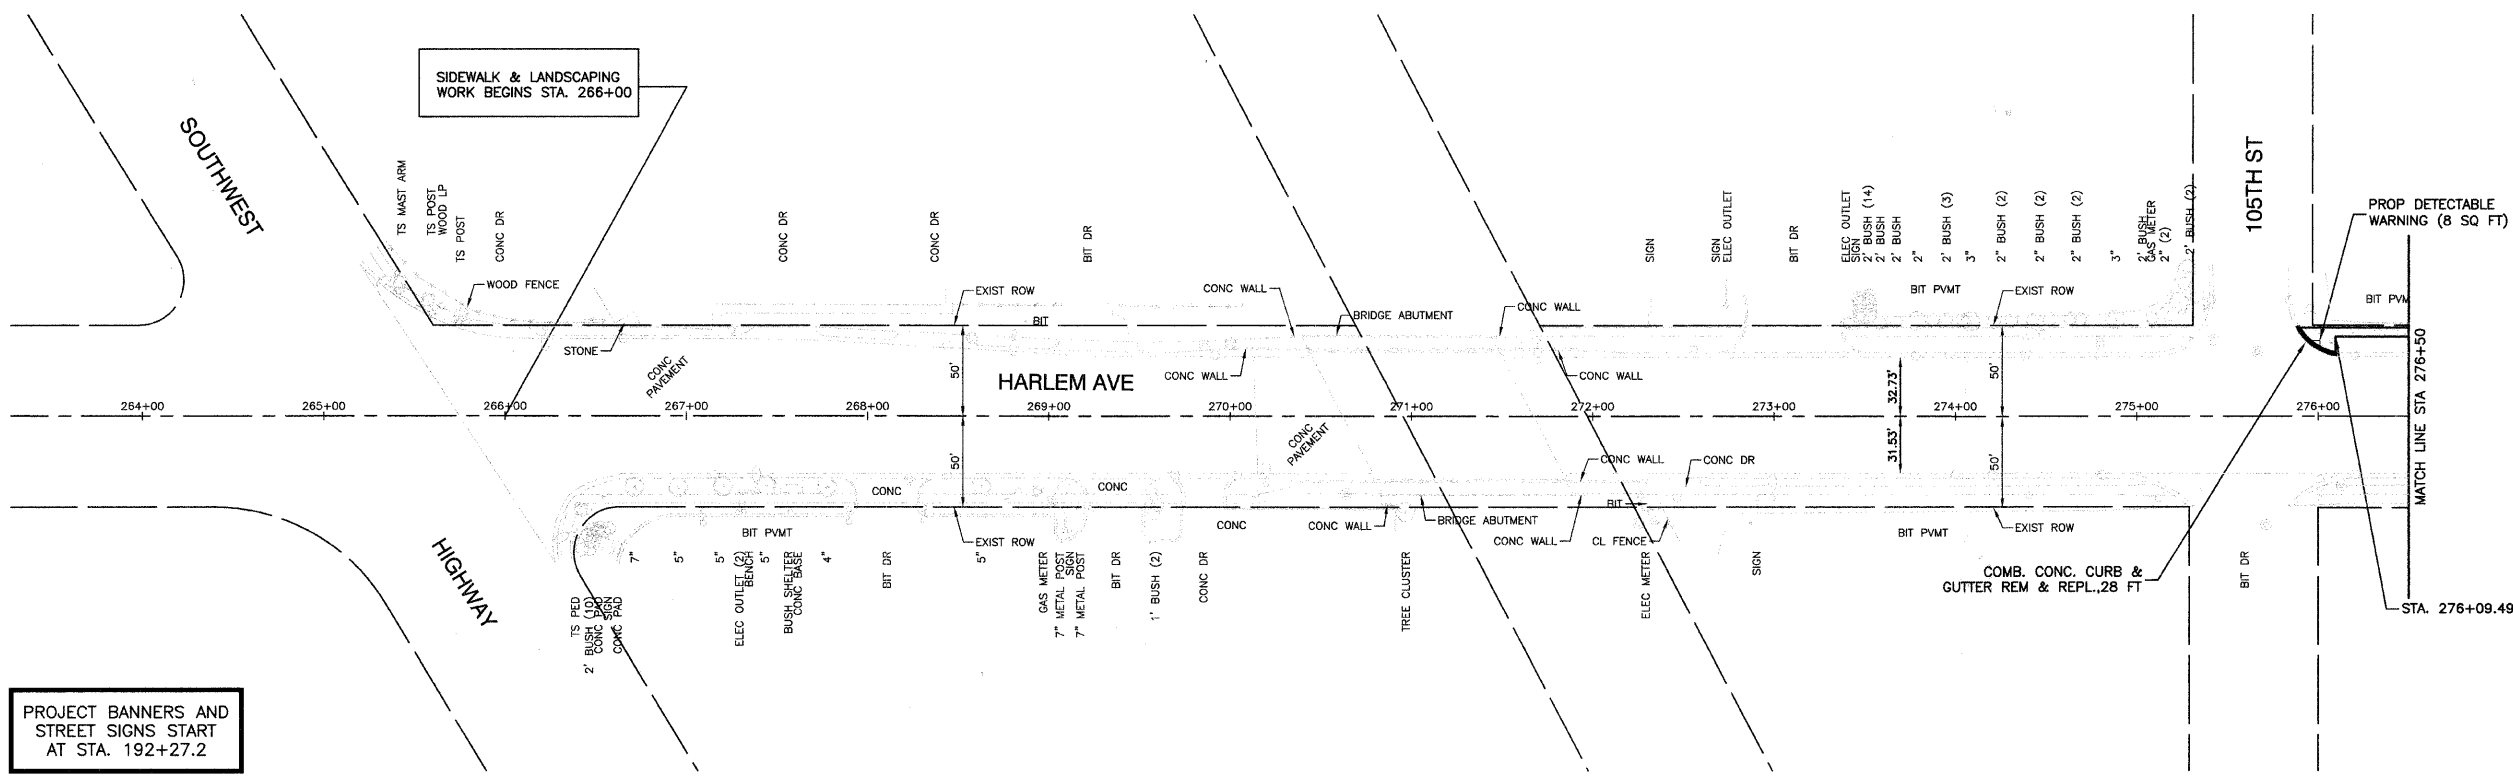 SIDEWALK & LANDSCAPING
WORK BEGINS STA. 266+00
SOUTHWEST
105TH ST
PROP DETECTABLE
WARNING (8 SQ FT)
TS MAST ARM
TS POST
WOOD LP
TS POST
CONC DR
CONC DR
CONC DR
BIT DR
SIGN
SIGN
ELEC OUTLET
BIT DR
ELEC OUTLET
SIGN
2' BUSH (14)
2' BUSH
2' BUSH
2"
2' BUSH (3)
3"
2" BUSH (2)
2" BUSH (2)
2" BUSH (2)
3"
2' BUSH
GAS METER
2" (2)
2' BUSH (2)
WOOD FENCE
EXIST ROW
CONC WALL
CONC WALL
BIT PVMT
EXIST ROW
BIT PVM
BIT
BRIDGE ABUTMENT
STONE
CONC
PAVEMENT
50'
HARLEM AVE
CONC WALL
CONC WALL
32.73'
50'
MATCH LINE STA 276+50
264+00
265+00
266+00
267+00
268+00
269+00
270+00
271+00
272+00
273+00
274+00
275+00
276+00
50'
CONC
PAVEMENT
31.53'
50'
CONC WALL
CONC DR
CONC
CONC
BIT
CONC
CONC WALL
BRIDGE ABUTMENT
BIT PVMT
EXIST ROW
CONC WALL
CL FENCE
BIT PVMT
EXIST ROW
HIGHWAY
7"
5"
5"
ELEC OUTLET (2)
BENCH
5"
BUSH SHELTER
CONC BASE
4"
BIT DR
5"
GAS METER
7" METAL POST
SIGN
7" METAL POST
BIT DR
1' BUSH (2)
CONC DR
TREE CLUSTER
ELEC METER
SIGN
BIT DR
TS PED
2' BUSH (10)
CONC PAD
SIGN
CONC PAD
COMB. CONC. CURB &
GUTTER REM & REPL.,28 FT
STA. 276+09.49
PROJECT BANNERS AND
STREET SIGNS START
AT STA. 192+27.2